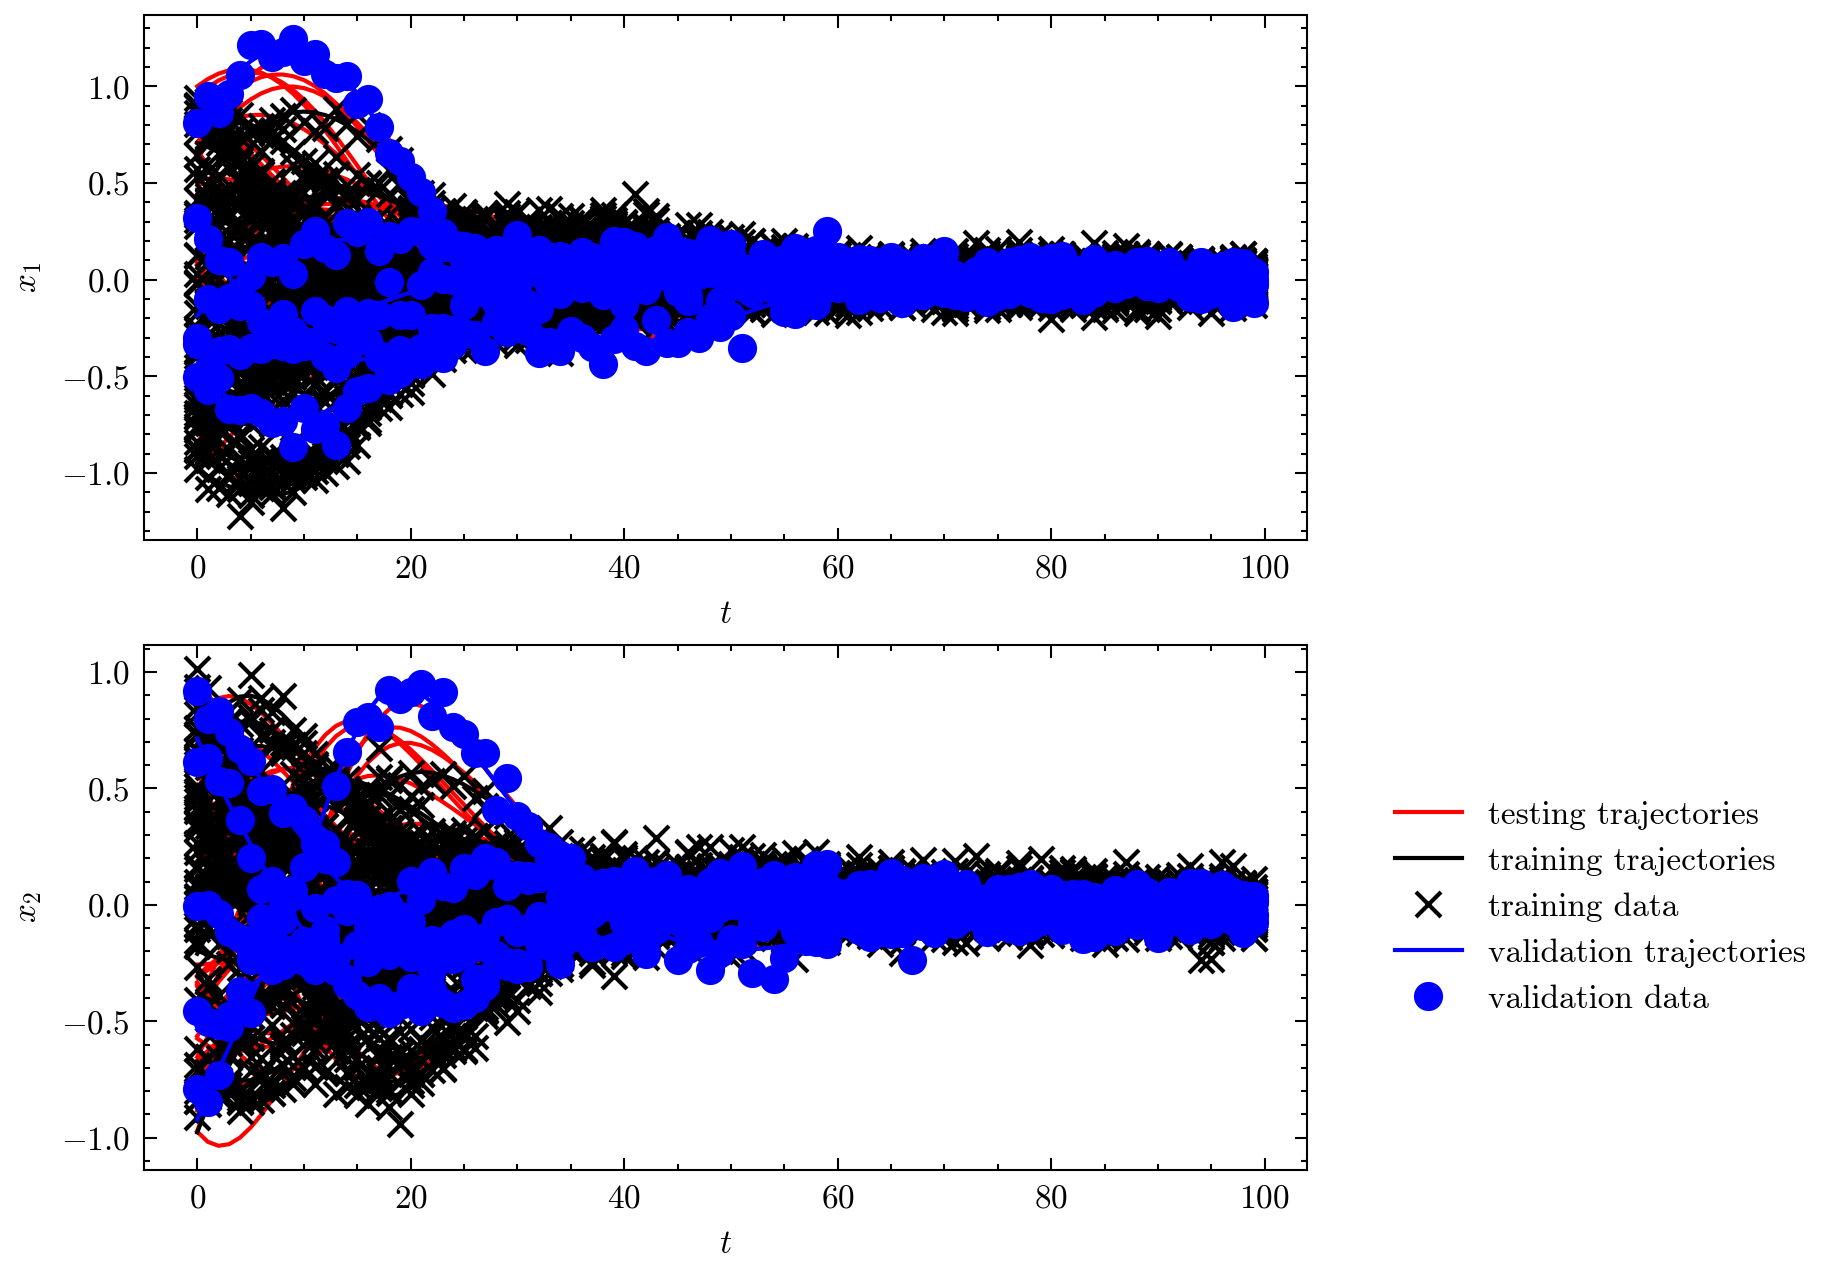 1.0
0.5
0.0
−0.5
−1.0
x₁
0 20 40 60 80 100
t
1.0
0.5
0.0
−0.5
−1.0
x₂
0 20 40 60 80 100
t
testing trajectories
training trajectories
training data
validation trajectories
validation data